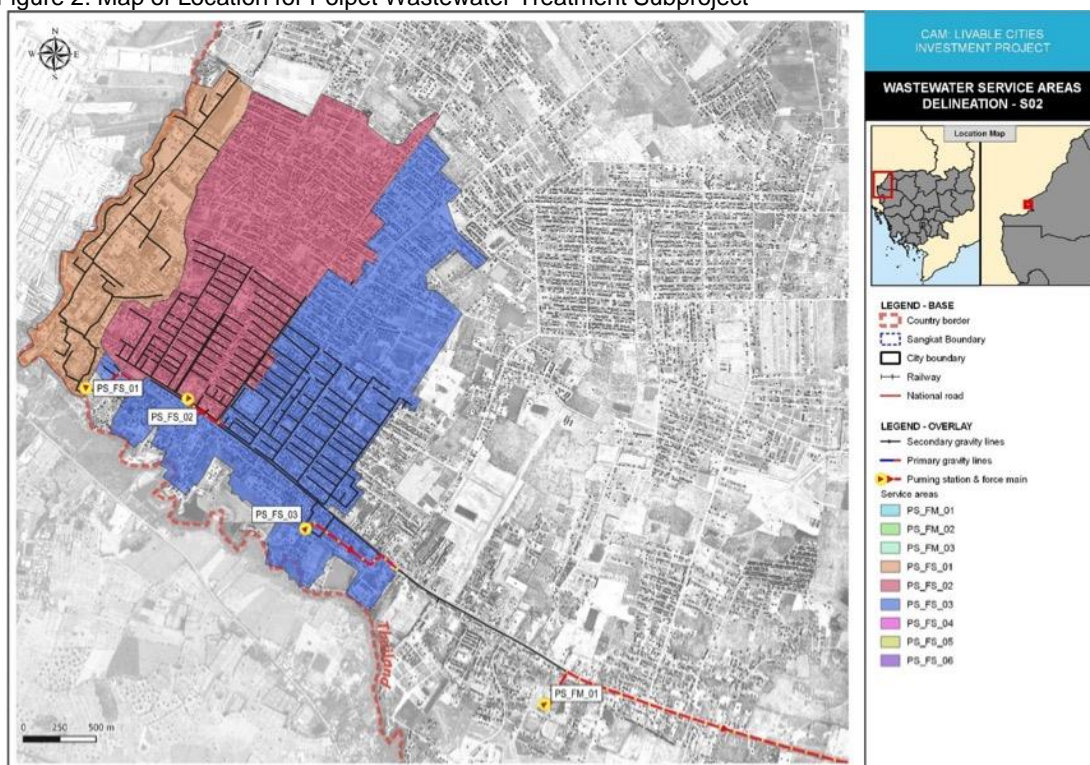 Figure 2: Map of Location for Poipet Wastewater Treatment Subproject
N
W
E
S
PS_FS_01
PS_FS_02
PS_FS_03
PS_FM_01
Thailand
0 250 500 m
CAM: LIVABLE CITIES
INVESTMENT PROJECT
WASTEWATER SERVICE AREAS
DELINEATION - S02
Location Map
LEGEND - BASE
Country border
Sangkat Boundary
City boundary
Railway
National road
LEGEND - OVERLAY
Secondary gravity lines
Primary gravity lines
Puming station & force main
Service areas
PS_FM_01
PS_FM_02
PS_FM_03
PS_FS_01
PS_FS_02
PS_FS_03
PS_FS_04
PS_FS_05
PS_FS_06